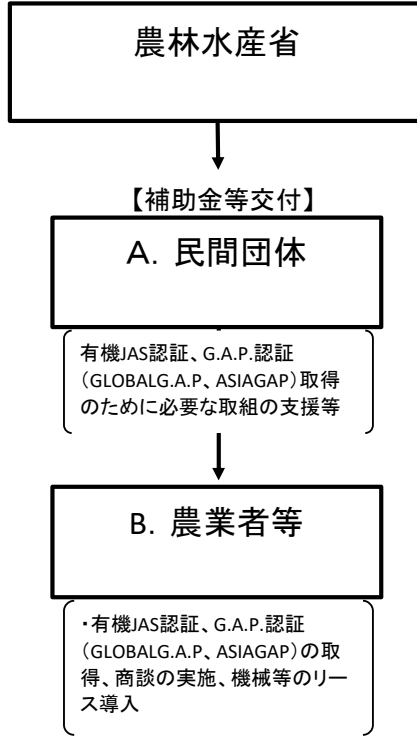 農林水産省
【補助金等交付】
A. 民間団体
有機JAS認証、G.A.P.認証
（GLOBALG.A.P、ASIAGAP）取得
のために必要な取組の支援等
B. 農業者等
・有機JAS認証、G.A.P.認証
（GLOBALG.A.P、ASIAGAP）の取
得、商談の実施、機械等のリー
ス導入